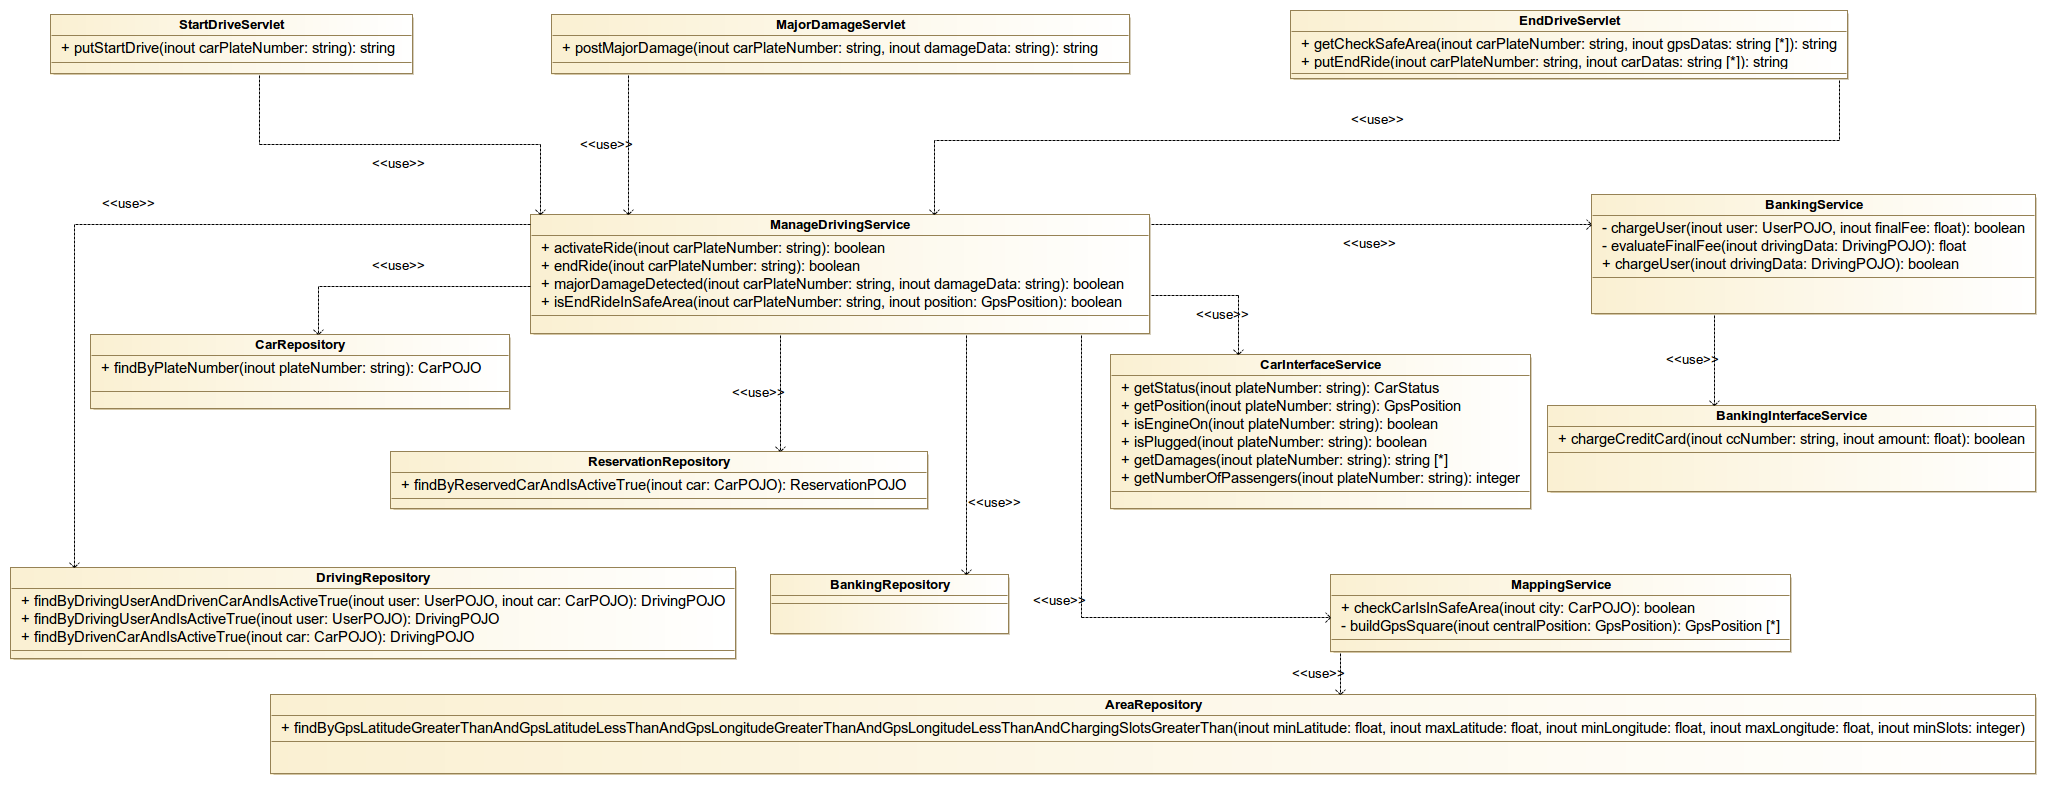 StartDriveServlet
+ putStartDrive(inout carPlateNumber: string): string
MajorDamageServlet
+ postMajorDamage(inout carPlateNumber: string, inout damageData: string): string
EndDriveServlet
+ getCheckSafeArea(inout carPlateNumber: string, inout gpsDatas: string [*]): string
+ putEndRide(inout carPlateNumber: string, inout carDatas: string [*]): string
<<use>>
<<use>>
<<use>>
<<use>>
ManageDrivingService
+ activateRide(inout carPlateNumber: string): boolean
+ endRide(inout carPlateNumber: string): boolean
+ majorDamageDetected(inout carPlateNumber: string, inout damageData: string): boolean
+ isEndRideInSafeArea(inout carPlateNumber: string, inout position: GpsPosition): boolean
<<use>>
BankingService
- chargeUser(inout user: UserPOJO, inout finalFee: float): boolean
- evaluateFinalFee(inout drivingData: DrivingPOJO): float
+ chargeUser(inout drivingData: DrivingPOJO): boolean
<<use>>
<<use>>
CarRepository
+ findByPlateNumber(inout plateNumber: string): CarPOJO
<<use>>
CarInterfaceService
+ getStatus(inout plateNumber: string): CarStatus
+ getPosition(inout plateNumber: string): GpsPosition
+ isEngineOn(inout plateNumber: string): boolean
+ isPlugged(inout plateNumber: string): boolean
+ getDamages(inout plateNumber: string): string [*]
+ getNumberOfPassengers(inout plateNumber: string): integer
<<use>>
BankingInterfaceService
+ chargeCreditCard(inout ccNumber: string, inout amount: float): boolean
ReservationRepository
+ findByReservedCarAndIsActiveTrue(inout car: CarPOJO): ReservationPOJO
<<use>>
DrivingRepository
+ findByDrivingUserAndDrivenCarAndIsActiveTrue(inout user: UserPOJO, inout car: CarPOJO): DrivingPOJO
+ findByDrivingUserAndIsActiveTrue(inout user: UserPOJO): DrivingPOJO
+ findByDrivenCarAndIsActiveTrue(inout car: CarPOJO): DrivingPOJO
BankingRepository
<<use>>
MappingService
+ checkCarIsInSafeArea(inout city: CarPOJO): boolean
- buildGpsSquare(inout centralPosition: GpsPosition): GpsPosition [*]
<<use>>
AreaRepository
+ findByGpsLatitudeGreaterThanAndGpsLatitudeLessThanAndGpsLongitudeGreaterThanAndGpsLongitudeLessThanAndChargingSlotsGreaterThan(inout minLatitude: float, inout maxLatitude: float, inout minLongitude: float, inout maxLongitude: float, inout minSlots: integer)